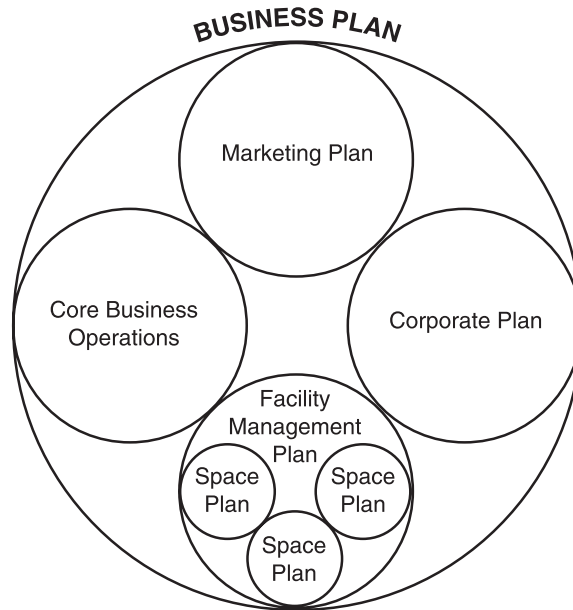 BUSINESS PLAN
Marketing Plan
Core Business
Operations
Corporate Plan
Facility
Management
Plan
Space
Plan
Space
Plan
Space
Plan